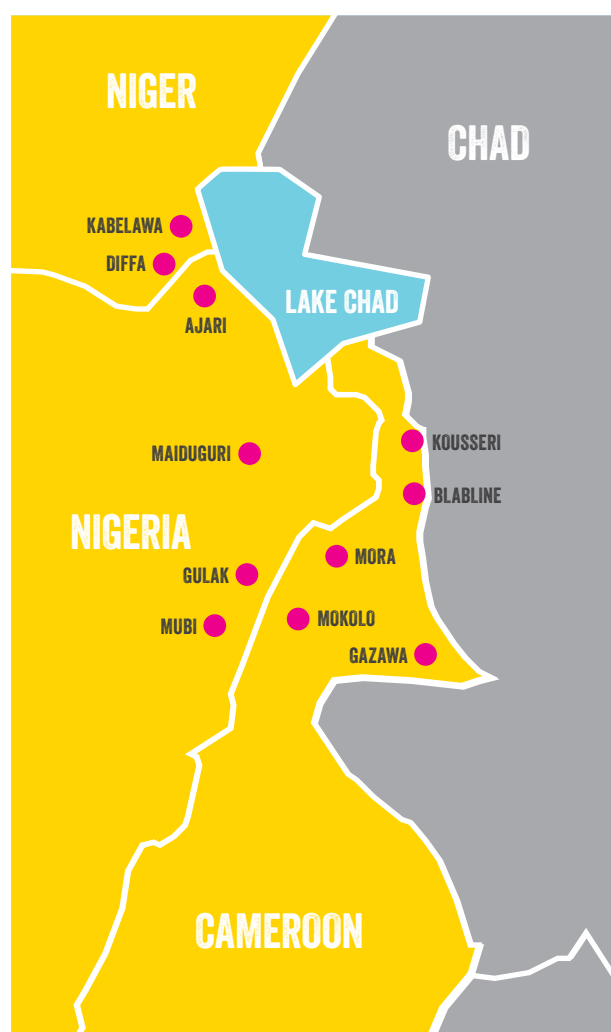 NIGER
CHAD
KABELAWA
DIFFA
LAKE CHAD
AJARI
KOUSSERI
MAIDUGURI
BLABLINE
NIGERIA
MORA
GULAK
MOKOLO
MUBI
GAZAWA
CAMEROON